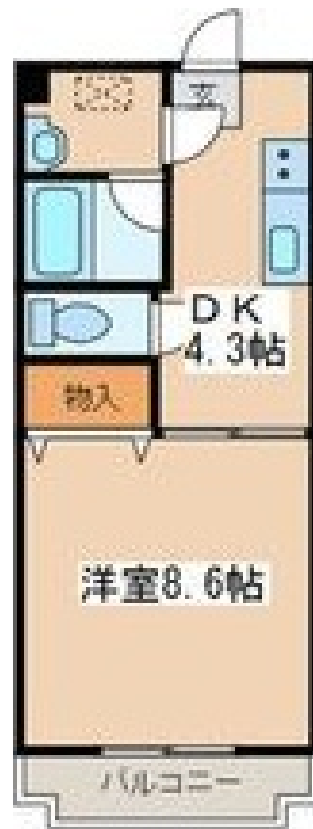 玄
DK
4.3帖
物入
洋室8.6帖
バルコニー